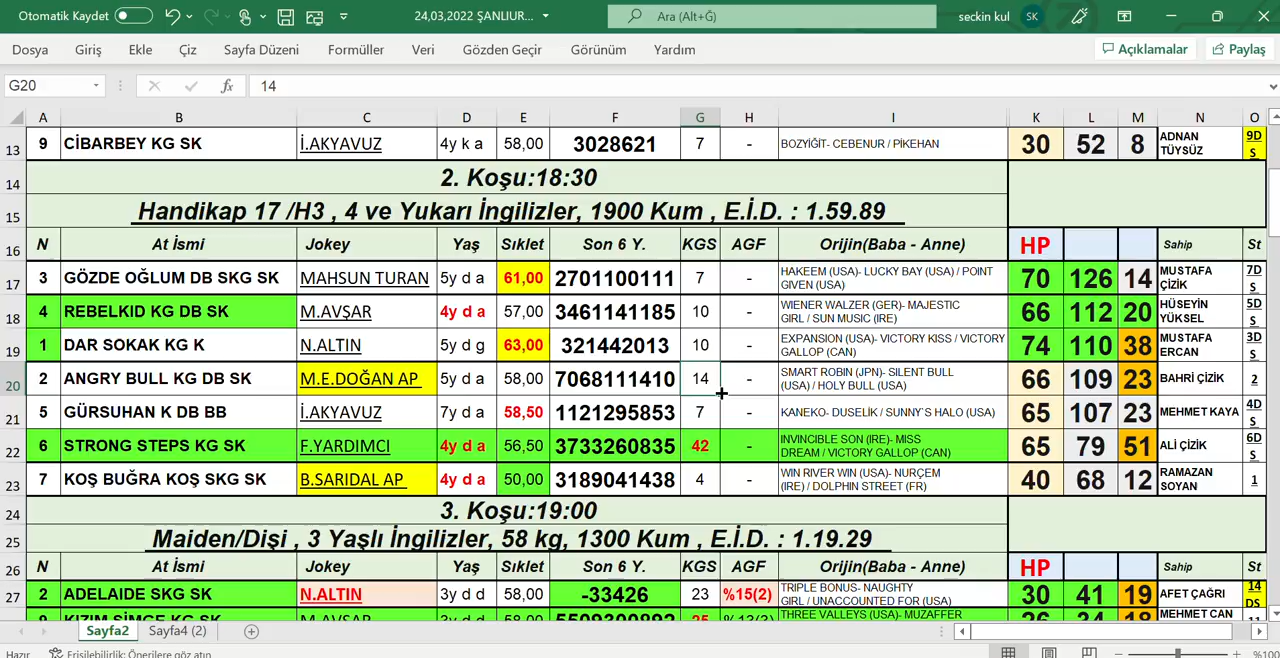 Otomatik Kaydet 24,03,2022 ŞANLIUR... Ara (Alt+Ğ) seckin kul SK
Dosya Giriş Ekle Çiz Sayfa Düzeni Formüller Veri Gözden Geçir Görünüm Yardım Açıklamalar Paylaş
G20 fx 14
A B C D E F G H I K L M N O
13 9 CİBARBEY KG SK İ.AKYAVUZ 4y k a 58,00 3028621 7 - BOZYİĞİT- CEBENUR / PİKEHAN 30 52 8 ADNAN TÜYSÜZ 9D S
14 2. Koşu:18:30
15 Handikap 17 /H3 , 4 ve Yukarı İngilizler, 1900 Kum , E.İ.D. : 1.59.89
16 N At İsmi Jokey Yaş Sıklet Son 6 Y. KGS AGF Orijin(Baba - Anne) HP Sahip St
17 3 GÖZDE OĞLUM DB SKG SK MAHSUN TURAN 5y d a 61,00 2701100111 7 - HAKEEM (USA)- LUCKY BAY (USA) / POINT GIVEN (USA) 70 126 14 MUSTAFA ÇİZİK 7D S
18 4 REBELKID KG DB SK M.AVŞAR 4y d a 57,00 3461141185 10 - WIENER WALZER (GER)- MAJESTIC GIRL / SUN MUSIC (IRE) 66 112 20 HÜSEYİN YÜKSEL 5D S
19 1 DAR SOKAK KG K N.ALTIN 5y d g 63,00 321442013 10 - EXPANSION (USA)- VICTORY KISS / VICTORY GALLOP (CAN) 74 110 38 MUSTAFA ERCAN 3D S
20 2 ANGRY BULL KG DB SK M.E.DOĞAN AP 5y d a 58,00 7068111410 14 - SMART ROBIN (JPN)- SILENT BULL (USA) / HOLY BULL (USA) 66 109 23 BAHRİ ÇİZİK 2
21 5 GÜRSUHAN K DB BB İ.AKYAVUZ 7y d a 58,50 1121295853 7 - KANEKO- DUSELİK / SUNNY`S HALO (USA) 65 107 23 MEHMET KAYA 4D S
22 6 STRONG STEPS KG SK F.YARDIMCI 4y d a 56,50 3733260835 42 - INVINCIBLE SON (IRE)- MISS DREAM / VICTORY GALLOP (CAN) 65 79 51 ALİ ÇİZİK 6D S
23 7 KOŞ BUĞRA KOŞ SKG SK B.SARIDAL AP 4y d a 50,00 3189041438 4 - WIN RIVER WIN (USA)- NURÇEM (IRE) / DOLPHIN STREET (FR) 40 68 12 RAMAZAN SOYAN 1
24 3. Koşu:19:00
25 Maiden/Dişi , 3 Yaşlı İngilizler, 58 kg, 1300 Kum , E.İ.D. : 1.19.29
26 N At İsmi Jokey Yaş Sıklet Son 6 Y. KGS AGF Orijin(Baba - Anne) HP Sahip St
27 2 ADELAIDE SKG SK N.ALTIN 3y d d 58,00 -33426 23 %15(2) TRIPLE BONUS- NAUGHTY GIRL / UNACCOUNTED FOR (USA) 30 41 19 AFET ÇAĞRI 14 DS
THREE VALLEYS (USA)- MUZAFFER MEHMET CAN
Sayfa2 Sayfa4 (2)
Hazır Erişilebilirlik: Önerilere göz atın %100